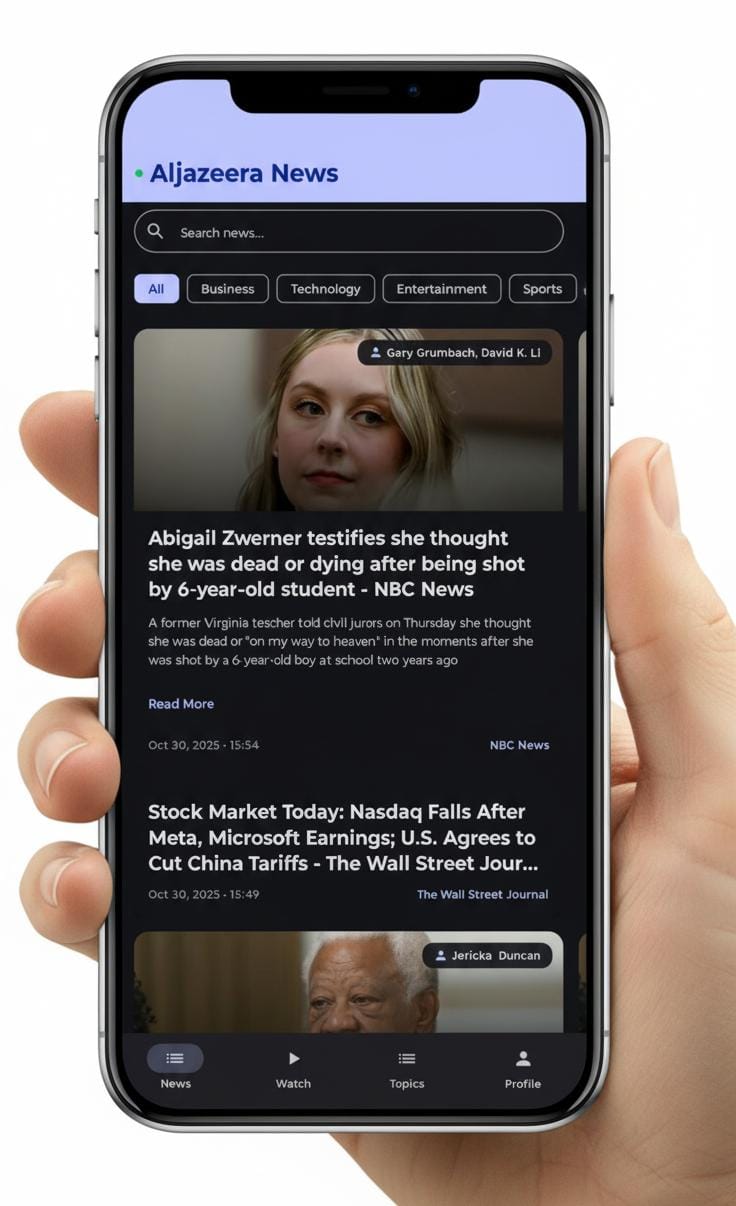 Aljazeera News
Search news...
All Business Technology Entertainment Sports
Gary Grumbach, David K. Li
Abigail Zwerner testifies she thought
she was dead or dying after being shot
by 6-year-old student - NBC News
A former Virginia tescher told civil jurors on Thursday she thought
she was dead or "on my way to heaven" in the moments after she
was shot by a 6-year-old boy at school two years ago
Read More
Oct 30, 2025 • 15:54 NBC News
Stock Market Today: Nasdaq Falls After
Meta, Microsoft Earnings; U.S. Agrees to
Cut China Tariffs - The Wall Street Jour...
Oct 30, 2025 • 15:49 The Wall Street Journal
Jericka Duncan
News Watch Topics Profile